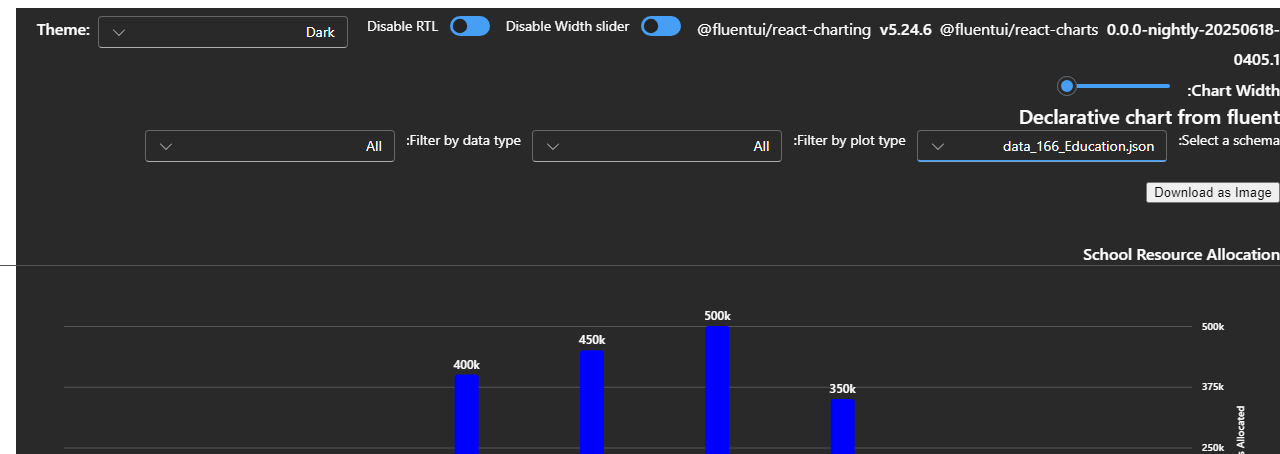 Theme: Dark Disable RTL Disable Width slider @fluentui/react-charting v5.24.6 @fluentui/react-charts 0.0.0-nightly-20250618-
0405.1
:Chart Width
Declarative chart from fluent
All :Filter by data type All :Filter by plot type data_166_Education.json :Select a schema
Download as Image
School Resource Allocation
500k
500k
450k
400k
375k
350k
250k
Allocated